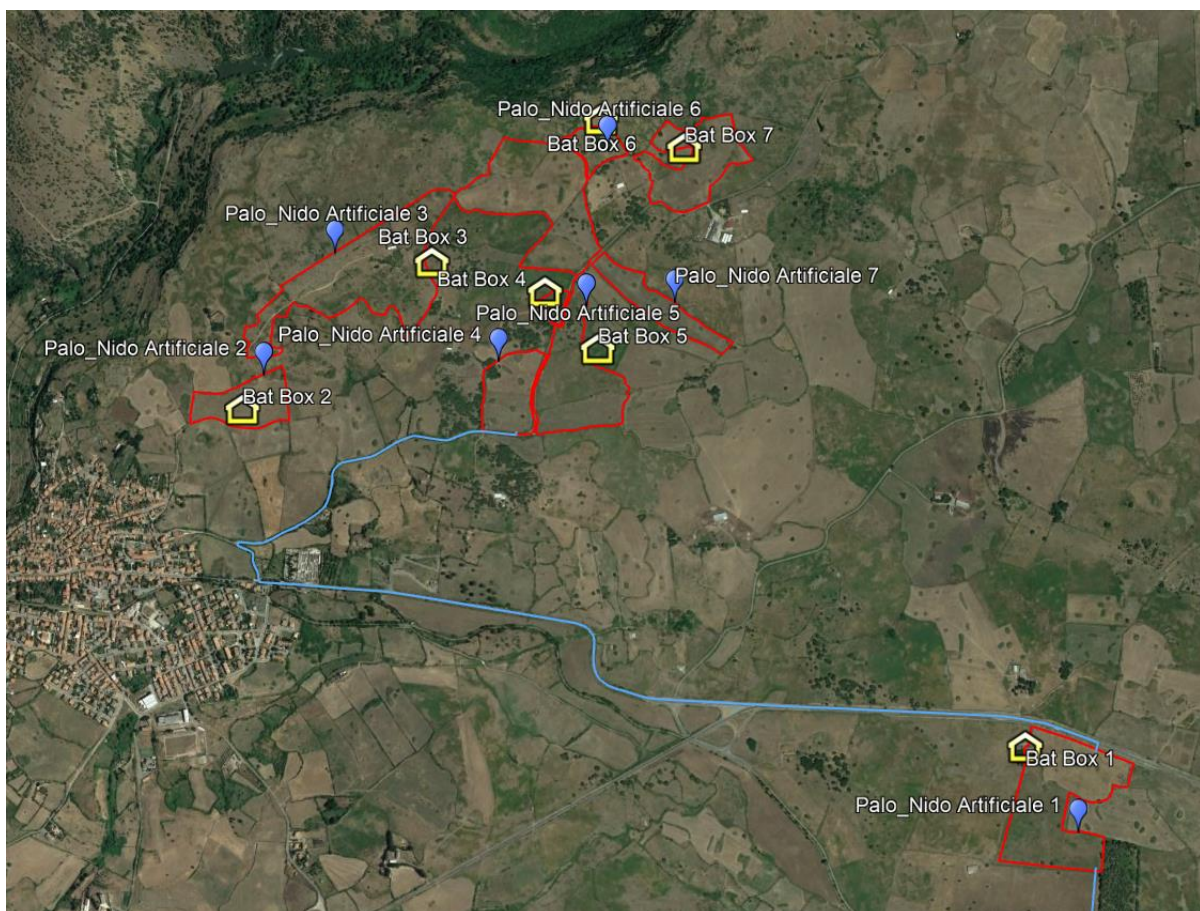 Palo_Nido Artificiale 6
Bat Box 7
Bat Box 6
Palo_Nido Artificiale 3
Bat Box 3
Bat Box 4
Palo_Nido Artificiale 7
Palo_Nido Artificiale 5
Palo_Nido Artificiale 4
Bat Box 5
Palo_Nido Artificiale 2
Bat Box 2
Bat Box 1
Palo_Nido Artificiale 1